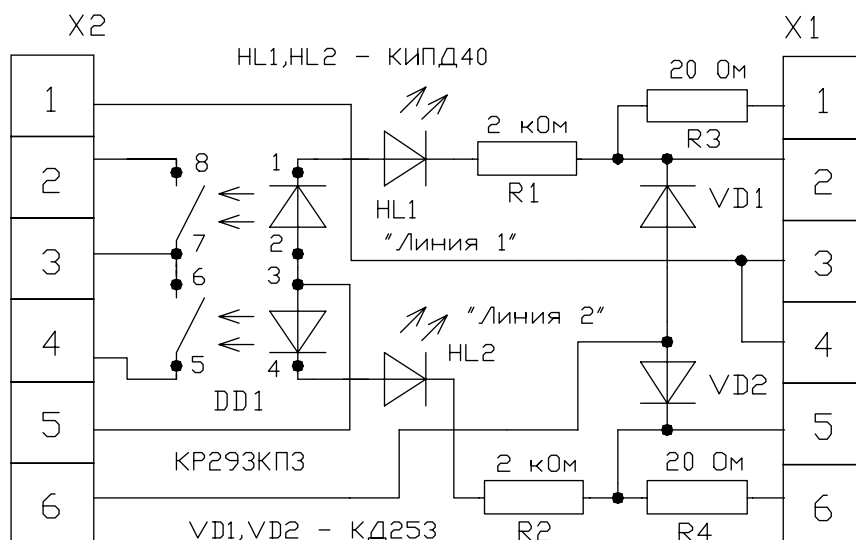 X2
X1
HL1,HL2 - КИПД40
20 Ом
1
2 кОм
1
R3
8
1
2
R1
VD1
2
HL1
7
2
"Линия 1"
3
3
6
3
"Линия 2"
4
4
5
4
HL2
VD2
DD1
5
5
КР293КП3
2 кОм
20 Ом
6
6
VD1,VD2 - КД253
R2
R4